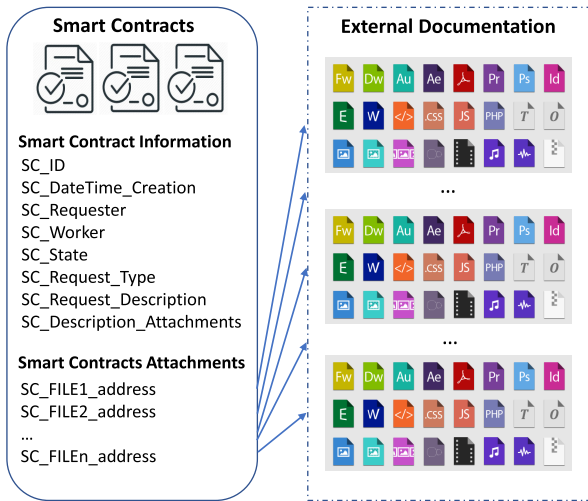 Smart Contracts
Smart Contract Information
SC_ID
SC_DateTime_Creation
SC_Requester
SC_Worker
SC_State
SC_Request_Type
SC_Request_Description
SC_Description_Attachments
Smart Contracts Attachments
SC_FILE1_address
SC_FILE2_address
...
SC_FILEn_address
External Documentation
Fw Dw Au Ae Pr Ps Id
E W </> .css JS PHP T O
...
Fw Dw Au Ae Pr Ps Id
E W </> .css JS PHP T O
...
Fw Dw Au Ae Pr Ps Id
E W </> .css JS PHP T O